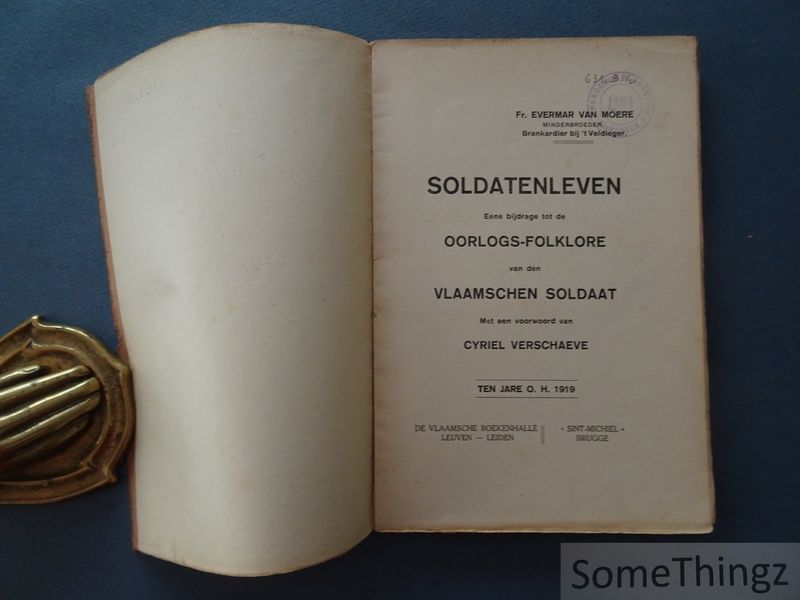 Fr. EVERMAR VAN MOERE
MINDERBROEDER,
Brankardier bij 't Veldleger.
SOLDATENLEVEN
Eene bijdrage tot de
OORLOGS-FOLKLORE
van den
VLAAMSCHEN SOLDAAT
Met een voorwoord van
CYRIEL VERSCHAEVE
TEN JARE O. H. 1919
DE VLAAMSCHE BOEKENHALLE
LEUVEN — LEIDEN
« SINT-MICHIEL »
BRUGGE
SomeThingz